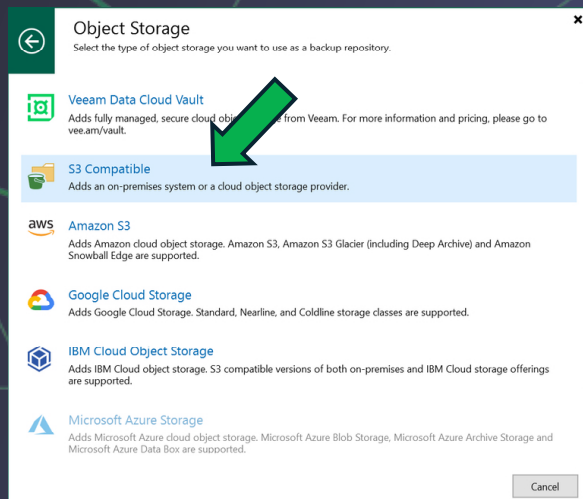 Object Storage
Select the type of object storage you want to use as a backup repository.
Veeam Data Cloud Vault
Adds fully managed, secure cloud from Veeam. For more information and pricing, please go to
vee.am/vault.
S3 Compatible
Adds an on-premises system or a cloud object storage provider.
aws
Amazon S3
Adds Amazon cloud object storage. Amazon S3, Amazon S3 Glacier (including Deep Archive) and Amazon
Snowball Edge are supported.
Google Cloud Storage
Adds Google Cloud Storage. Standard, Nearline, and Coldline storage classes are supported.
IBM Cloud Object Storage
Adds IBM Cloud object storage. S3 compatible versions of both on-premises and IBM Cloud storage offerings
are supported.
Microsoft Azure Storage
Adds Microsoft Azure cloud object storage. Microsoft Azure Blob Storage, Microsoft Azure Archive Storage and
Microsoft Azure Data Box are supported.
Cancel